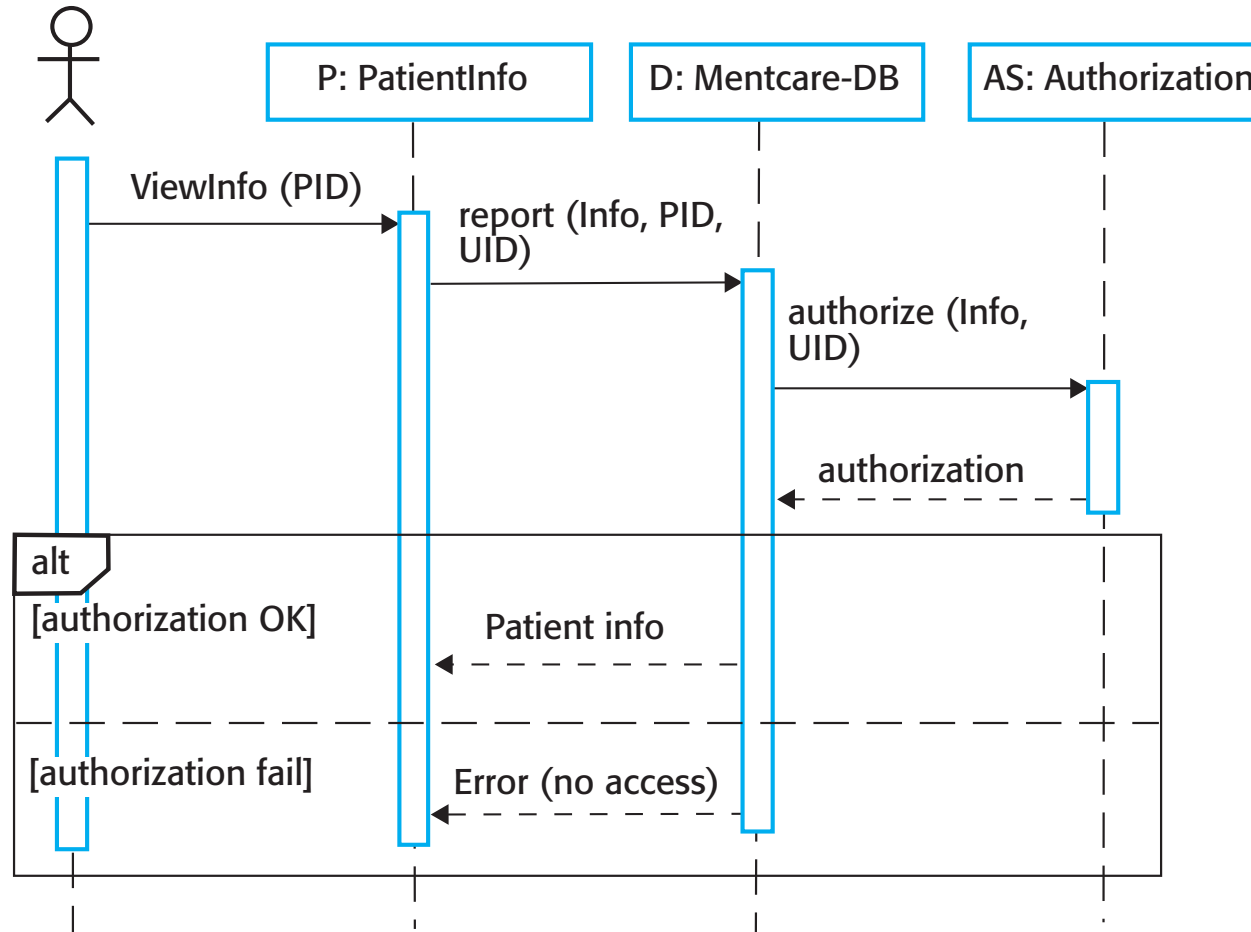 P: PatientInfo
D: Mentcare-DB
AS: Authorization
ViewInfo (PID)
report (Info, PID,
UID)
authorize (Info,
UID)
authorization
alt
[authorization OK]
Patient info
[authorization fail]
Error (no access)